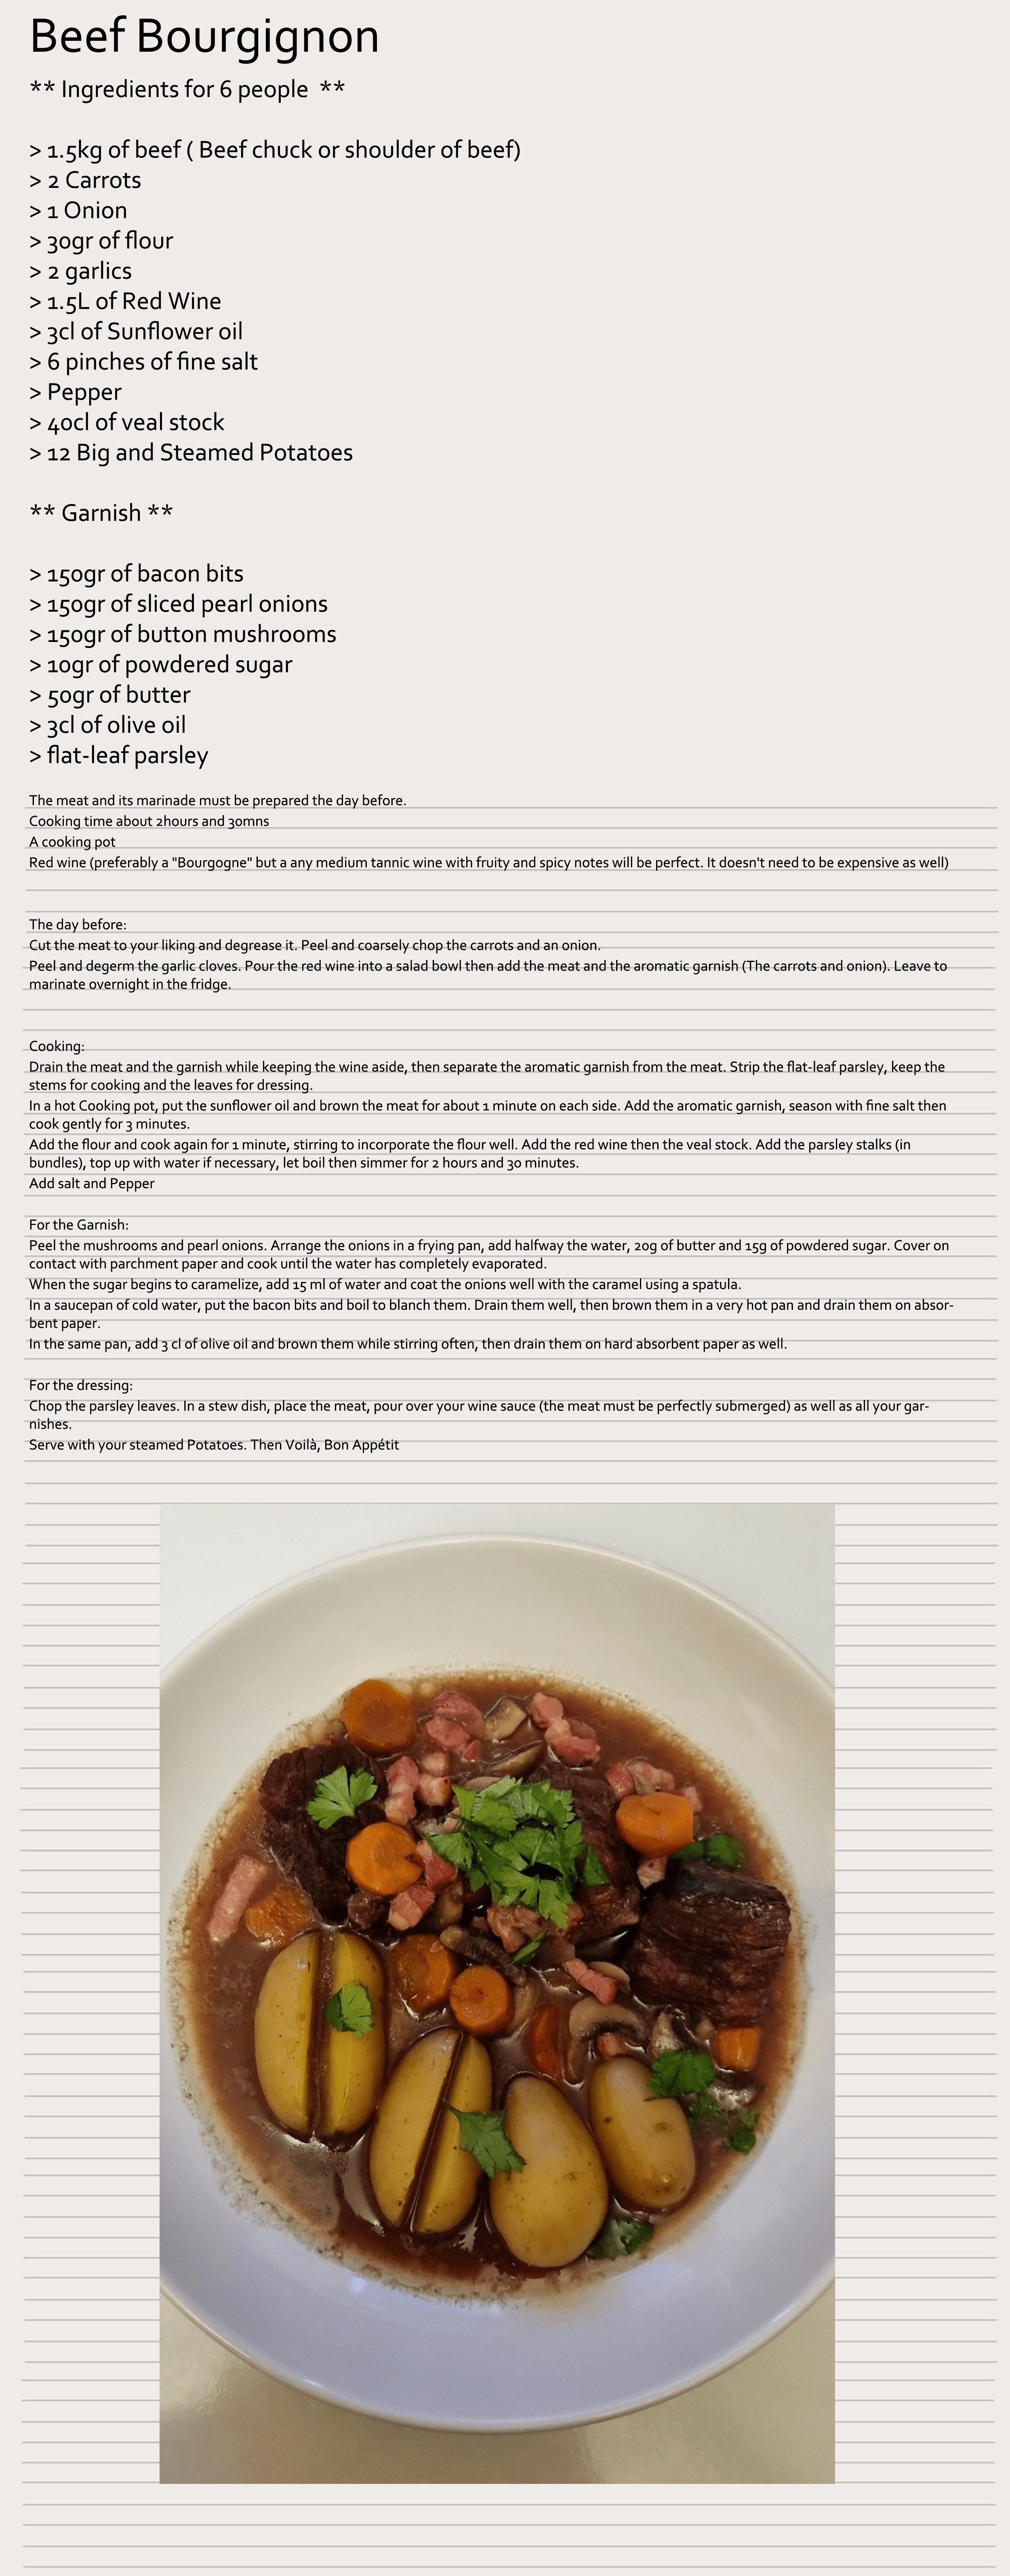 Beef Bourgignon
** Ingredients for 6 people  **
> 1.5kg of beef ( Beef chuck or shoulder of beef)
> 2 Carrots
> 1 Onion
> 30gr of flour
> 2 garlics
> 1.5L of Red Wine
> 3cl of Sunflower oil
> 6 pinches of fine salt
> Pepper
> 40cl of veal stock
> 12 Big and Steamed Potatoes
** Garnish **
> 150gr of bacon bits
> 150gr of sliced pearl onions
> 150gr of button mushrooms
> 10gr of powdered sugar
> 50gr of butter
> 3cl of olive oil
> flat-leaf parsley
The meat and its marinade must be prepared the day before.
Cooking time about 2hours and 30mns
A cooking pot
Red wine (preferably a "Bourgogne" but a any medium tannic wine with fruity and spicy notes will be perfect. It doesn't need to be expensive as well)
The day before:
Cut the meat to your liking and degrease it. Peel and coarsely chop the carrots and an onion.
Peel and degerm the garlic cloves. Pour the red wine into a salad bowl then add the meat and the aromatic garnish (The carrots and onion). Leave to
marinate overnight in the fridge.
Cooking:
Drain the meat and the garnish while keeping the wine aside, then separate the aromatic garnish from the meat. Strip the flat-leaf parsley, keep the
stems for cooking and the leaves for dressing.
In a hot Cooking pot, put the sunflower oil and brown the meat for about 1 minute on each side. Add the aromatic garnish, season with fine salt then
cook gently for 3 minutes.
Add the flour and cook again for 1 minute, stirring to incorporate the flour well. Add the red wine then the veal stock. Add the parsley stalks (in
bundles), top up with water if necessary, let boil then simmer for 2 hours and 30 minutes.
Add salt and Pepper
For the Garnish:
Peel the mushrooms and pearl onions. Arrange the onions in a frying pan, add halfway the water, 20g of butter and 15g of powdered sugar. Cover on
contact with parchment paper and cook until the water has completely evaporated.
When the sugar begins to caramelize, add 15 ml of water and coat the onions well with the caramel using a spatula.
In a saucepan of cold water, put the bacon bits and boil to blanch them. Drain them well, then brown them in a very hot pan and drain them on absor-
bent paper.
In the same pan, add 3 cl of olive oil and brown them while stirring often, then drain them on hard absorbent paper as well.
For the dressing:
Chop the parsley leaves. In a stew dish, place the meat, pour over your wine sauce (the meat must be perfectly submerged) as well as all your gar-
nishes.
Serve with your steamed Potatoes. Then Voilà, Bon Appétit